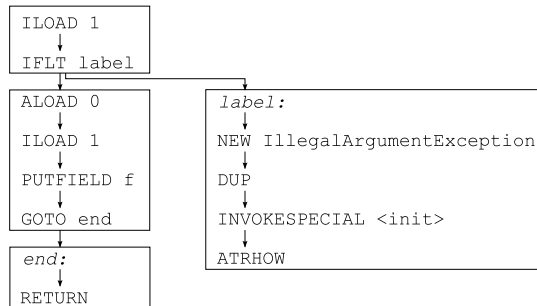 ILOAD 1
IFLT label
ALOAD 0
ILOAD 1
PUTFIELD f
GOTO end
end:
RETURN
label:
NEW IllegalArgumentException
DUP
INVOKESPECIAL <init>
ATRHOW